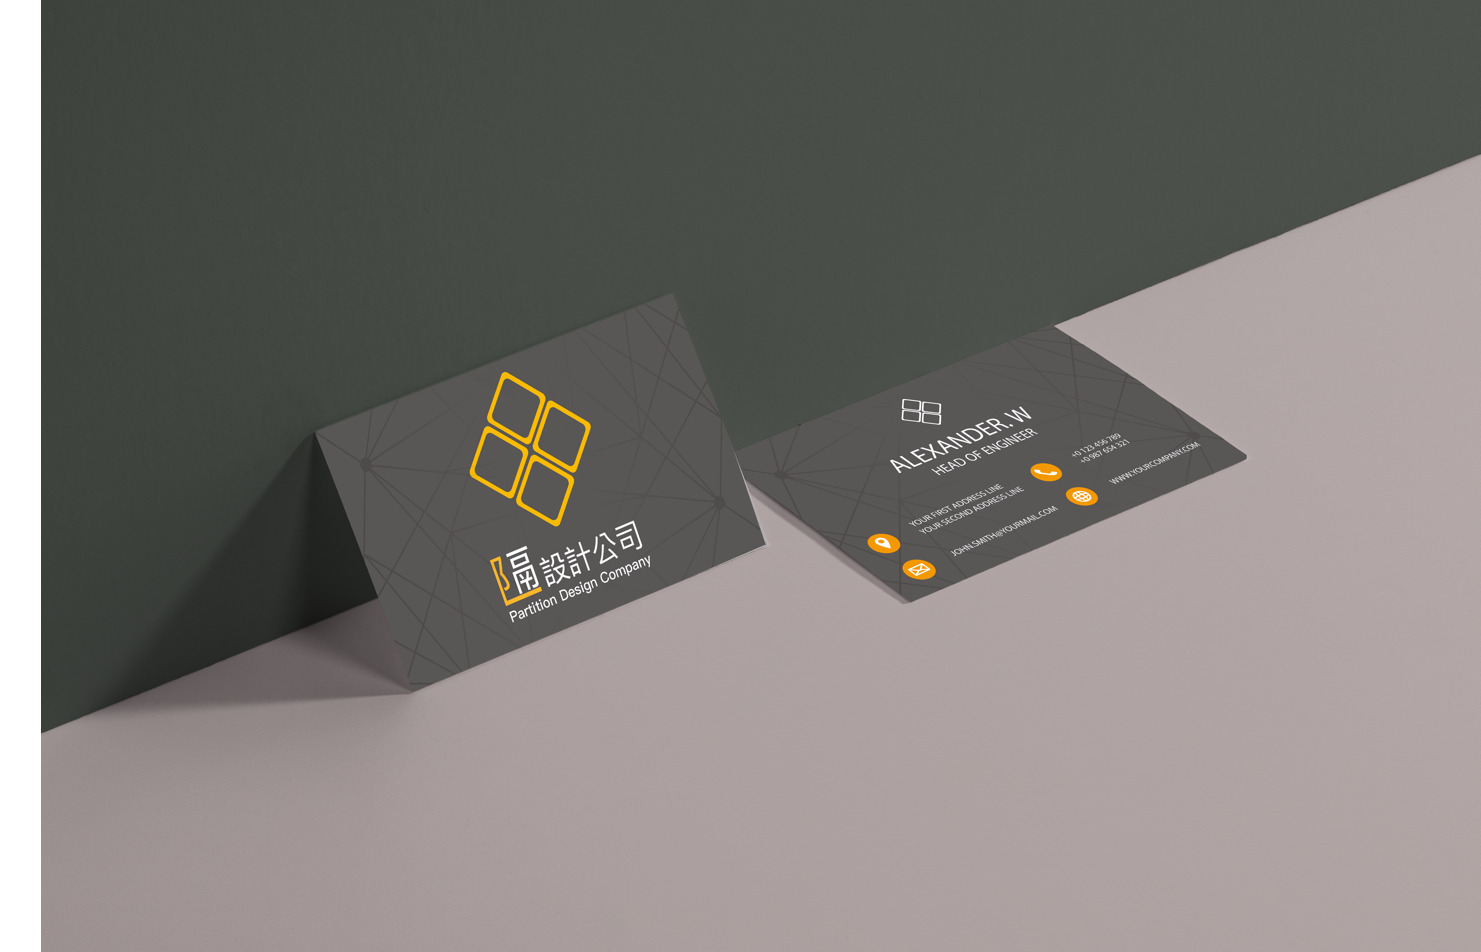 隔設計公司
Partition Design Company
ALEXANDER. W
HEAD OF ENGINEER
+0 123 456 789
+0 987 654 321
WWW.YOURCOMPANY.COM
YOUR FIRST ADDRESS LINE
YOUR SECOND ADDRESS LINE
JOHN.SMITH@YOURMAIL.COM